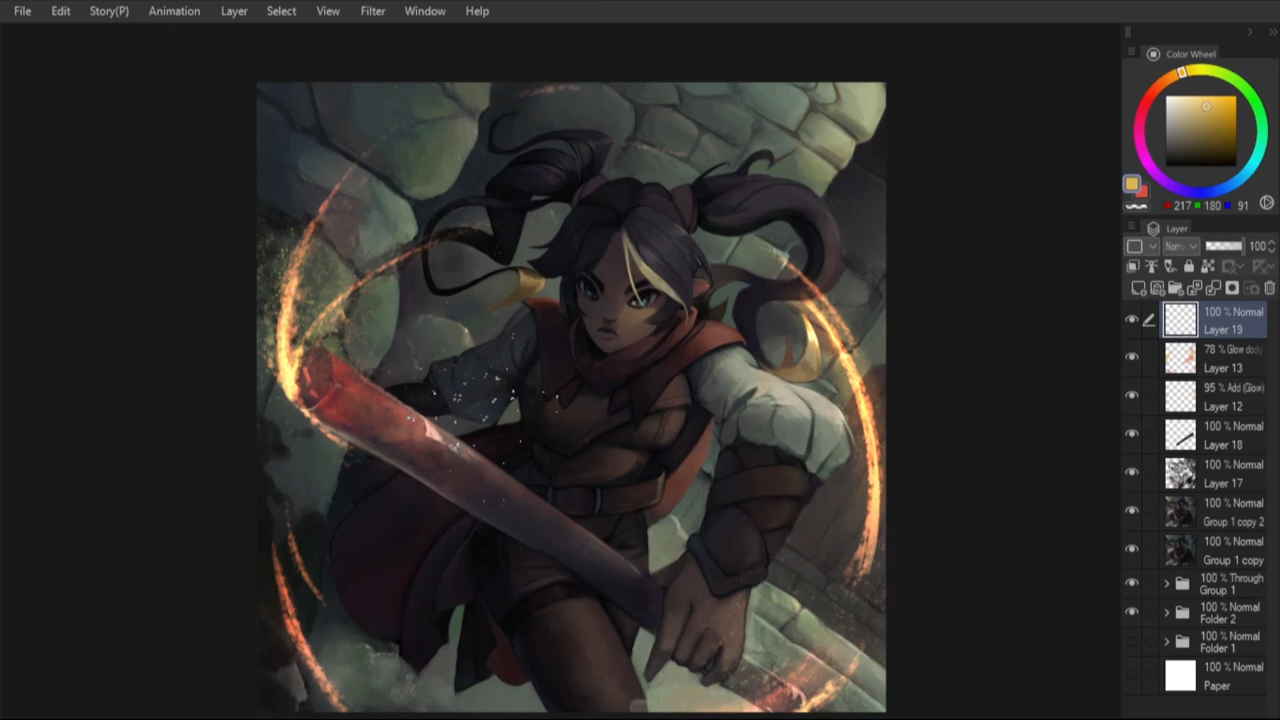 File Edit Story(P) Animation Layer Select View Filter Window Help
Color Wheel
217 180 91
Layer
Norm 100
100 % Normal
Layer 19
78 % Glow dodg
Layer 13
95 % Add (Glow)
Layer 12
100 % Normal
Layer 18
100 % Normal
Layer 17
100 % Normal
Group 1 copy 2
100 % Normal
Group 1 copy
100 % Through
Group 1
100 % Normal
Folder 2
100 % Normal
Folder 1
100 % Normal
Paper